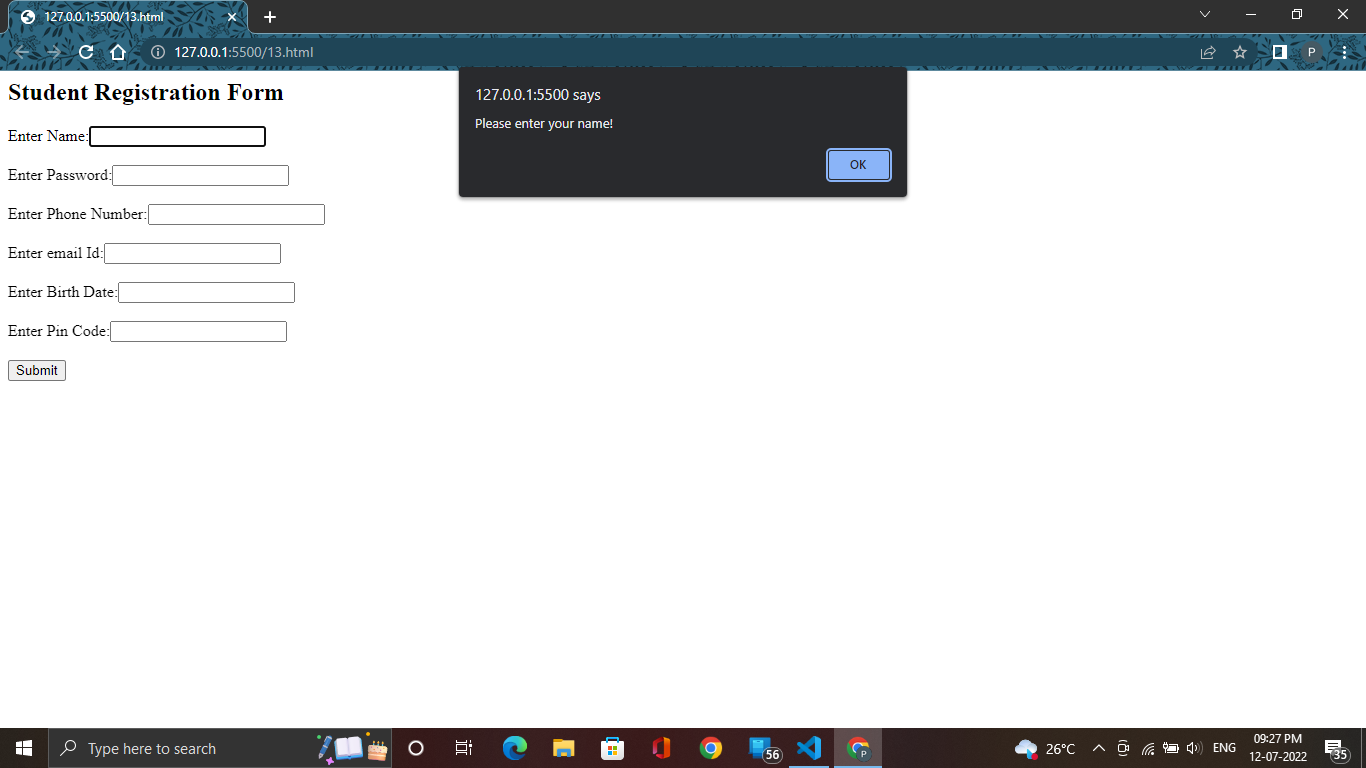 127.0.0.1:5500/13.html
127.0.0.1:5500/13.html
P
Student Registration Form
127.0.0.1:5500 says
Please enter your name!
OK
Enter Name:
Enter Password:
Enter Phone Number:
Enter email Id:
Enter Birth Date:
Enter Pin Code:
Submit
Type here to search
56
P
26°C
ENG
09:27 PM
12-07-2022
35